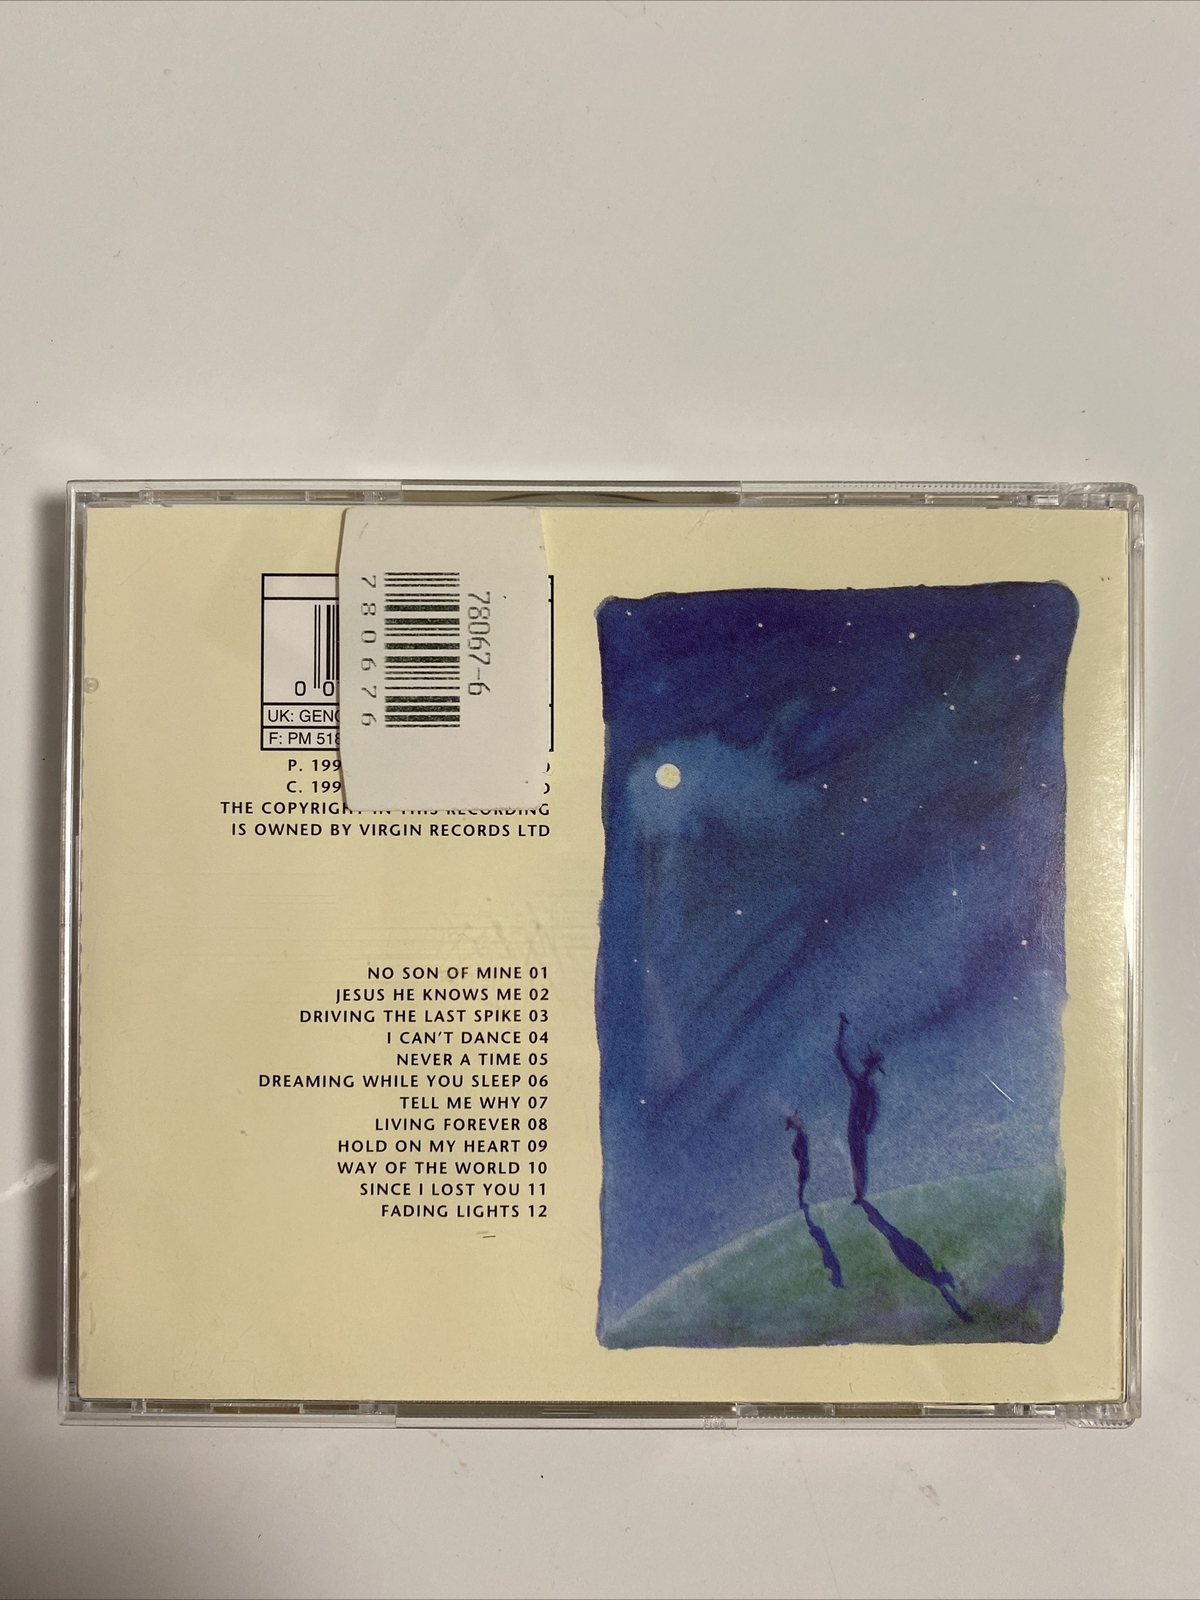 78067-6
780676
0 0
UK: GEN
F: PM 518
P. 199
C. 199
THE COPYRIGHT IN THIS RECORDING
IS OWNED BY VIRGIN RECORDS LTD
NO SON OF MINE 01
JESUS HE KNOWS ME 02
DRIVING THE LAST SPIKE 03
I CAN'T DANCE 04
NEVER A TIME 05
DREAMING WHILE YOU SLEEP 06
TELL ME WHY 07
LIVING FOREVER 08
HOLD ON MY HEART 09
WAY OF THE WORLD 10
SINCE I LOST YOU 11
FADING LIGHTS 12